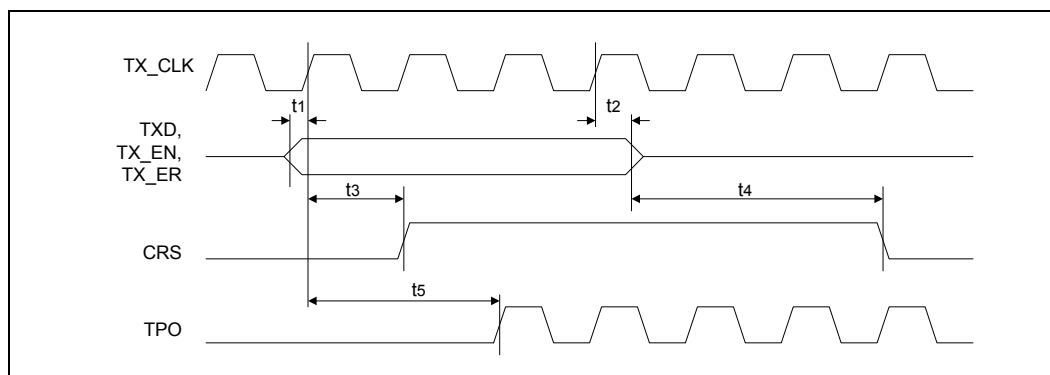 TX_CLK
t1
t2
TXD,
TX_EN,
TX_ER
t3
t4
CRS
t5
TPO